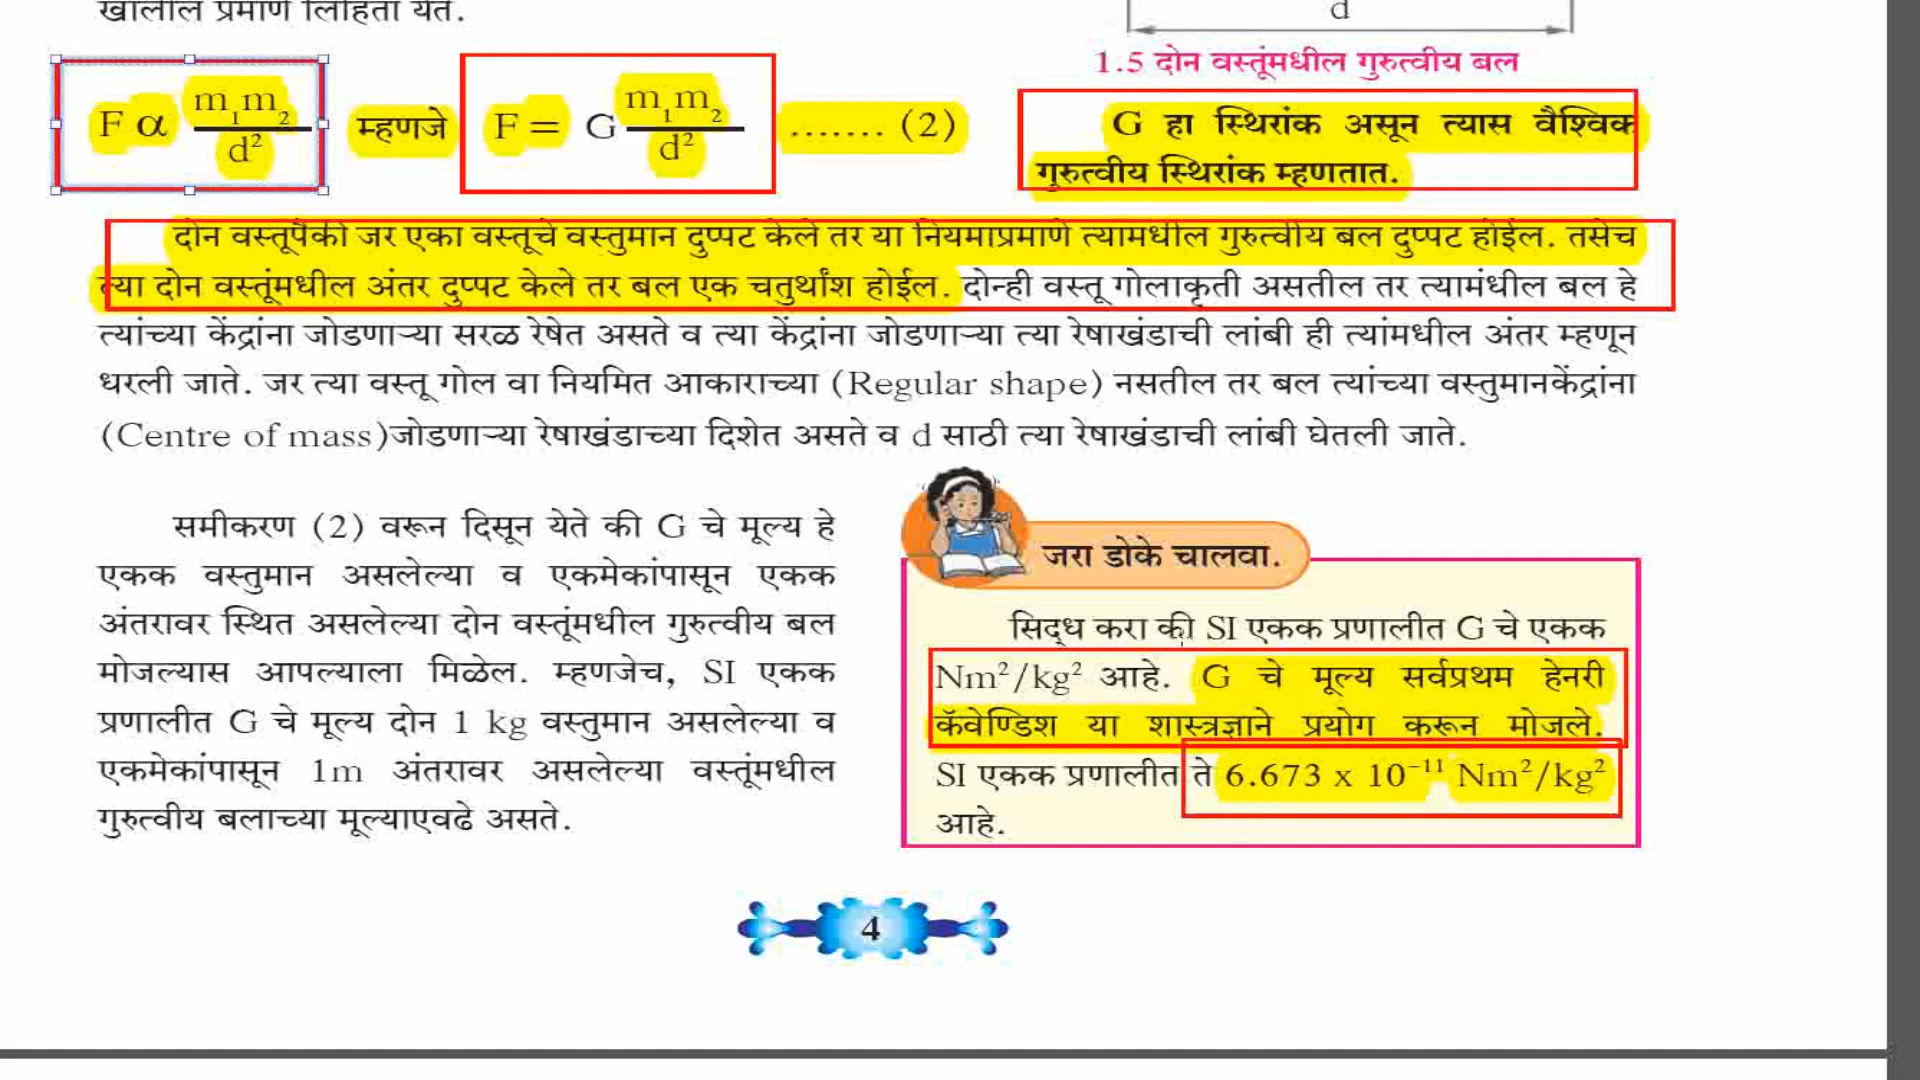 खालील प्रमाणे लिहिता येते.
d
1.5 दोन वस्तूंमधील गुरुत्वीय बल
F α m₁m₂/d² म्हणजे F = G m₁m₂/d² ....... (2)
G हा स्थिरांक असून त्यास वैश्विक
गुरुत्वीय स्थिरांक म्हणतात.
दोन वस्तूंपैकी जर एका वस्तूचे वस्तुमान दुप्पट केले तर या नियमाप्रमाणे त्यामधील गुरुत्वीय बल दुप्पट होईल. तसेच
त्या दोन वस्तूंमधील अंतर दुप्पट केले तर बल एक चतुर्थांश होईल. दोन्ही वस्तू गोलाकृती असतील तर त्यामंधील बल हे
त्यांच्या केंद्रांना जोडणाऱ्या सरळ रेषेत असते व त्या केंद्रांना जोडणाऱ्या त्या रेषाखंडाची लांबी ही त्यांमधील अंतर म्हणून
धरली जाते. जर त्या वस्तू गोल वा नियमित आकाराच्या (Regular shape) नसतील तर बल त्यांच्या वस्तुमानकेंद्रांना
(Centre of mass)जोडणाऱ्या रेषाखंडाच्या दिशेत असते व d साठी त्या रेषाखंडाची लांबी घेतली जाते.
समीकरण (2) वरून दिसून येते की G चे मूल्य हे
एकक वस्तुमान असलेल्या व एकमेकांपासून एकक
अंतरावर स्थित असलेल्या दोन वस्तूंमधील गुरुत्वीय बल
मोजल्यास आपल्याला मिळेल. म्हणजेच, SI एकक
प्रणालीत G चे मूल्य दोन 1 kg वस्तुमान असलेल्या व
एकमेकांपासून 1m अंतरावर असलेल्या वस्तूंमधील
गुरुत्वीय बलाच्या मूल्याएवढे असते.
जरा डोके चालवा.
सिद्ध करा की SI एकक प्रणालीत G चे एकक
Nm²/kg² आहे. G चे मूल्य सर्वप्रथम हेनरी
कॅवेण्डिश या शास्त्रज्ञाने प्रयोग करून मोजले.
SI एकक प्रणालीत ते 6.673 x 10⁻¹¹ Nm²/kg²
आहे.
4